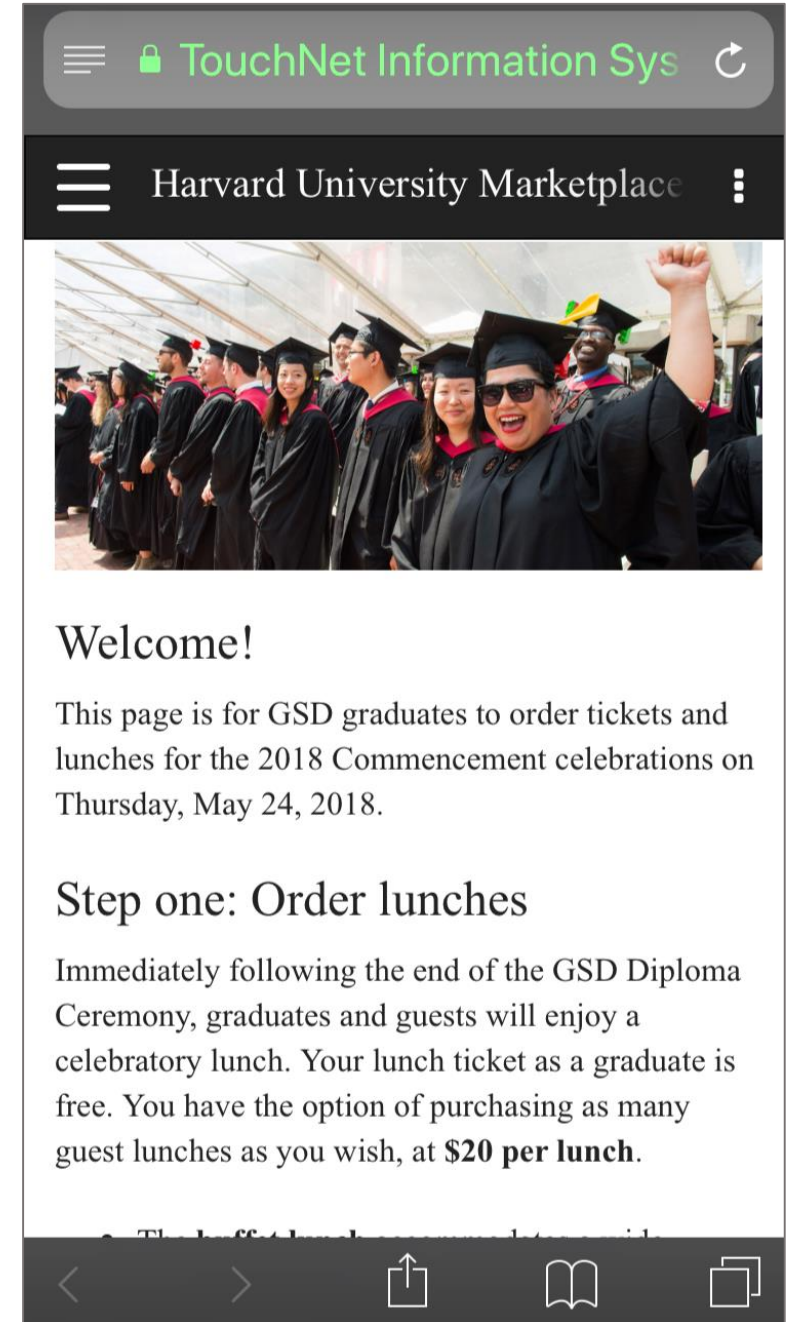 TouchNet Information Sys
Harvard University Marketplace
Welcome!
This page is for GSD graduates to order tickets and
lunches for the 2018 Commencement celebrations on
Thursday, May 24, 2018.
Step one: Order lunches
Immediately following the end of the GSD Diploma
Ceremony, graduates and guests will enjoy a
celebratory lunch. Your lunch ticket as a graduate is
free. You have the option of purchasing as many
guest lunches as you wish, at $20 per lunch.